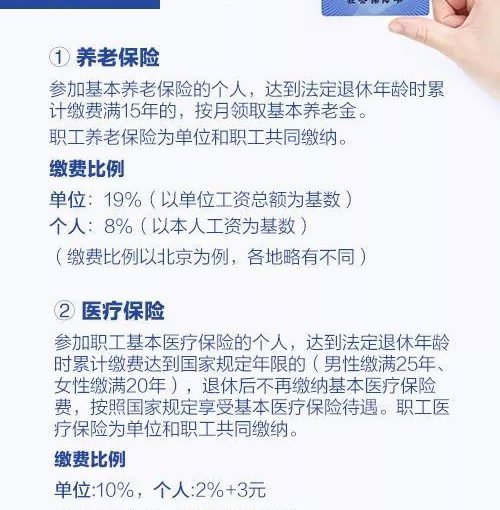 ① 养老保险
参加基本养老保险的个人，达到法定退休年龄时累
计缴费满15年的，按月领取基本养老金。
职工养老保险为单位和职工共同缴纳。
缴费比例
单位：19%（以单位工资总额为基数）
个人：8%（以本人工资为基数）
（缴费比例以北京为例，各地略有不同）
② 医疗保险
参加职工基本医疗保险的个人，达到法定退休年龄
时累计缴费达到国家规定年限的（男性缴满25年、
女性缴满20年），退休后不再缴纳基本医疗保险
费，按照国家规定享受基本医疗保险待遇。职工医
疗保险为单位和职工共同缴纳。
缴费比例
单位:10%，个人:2%+3元